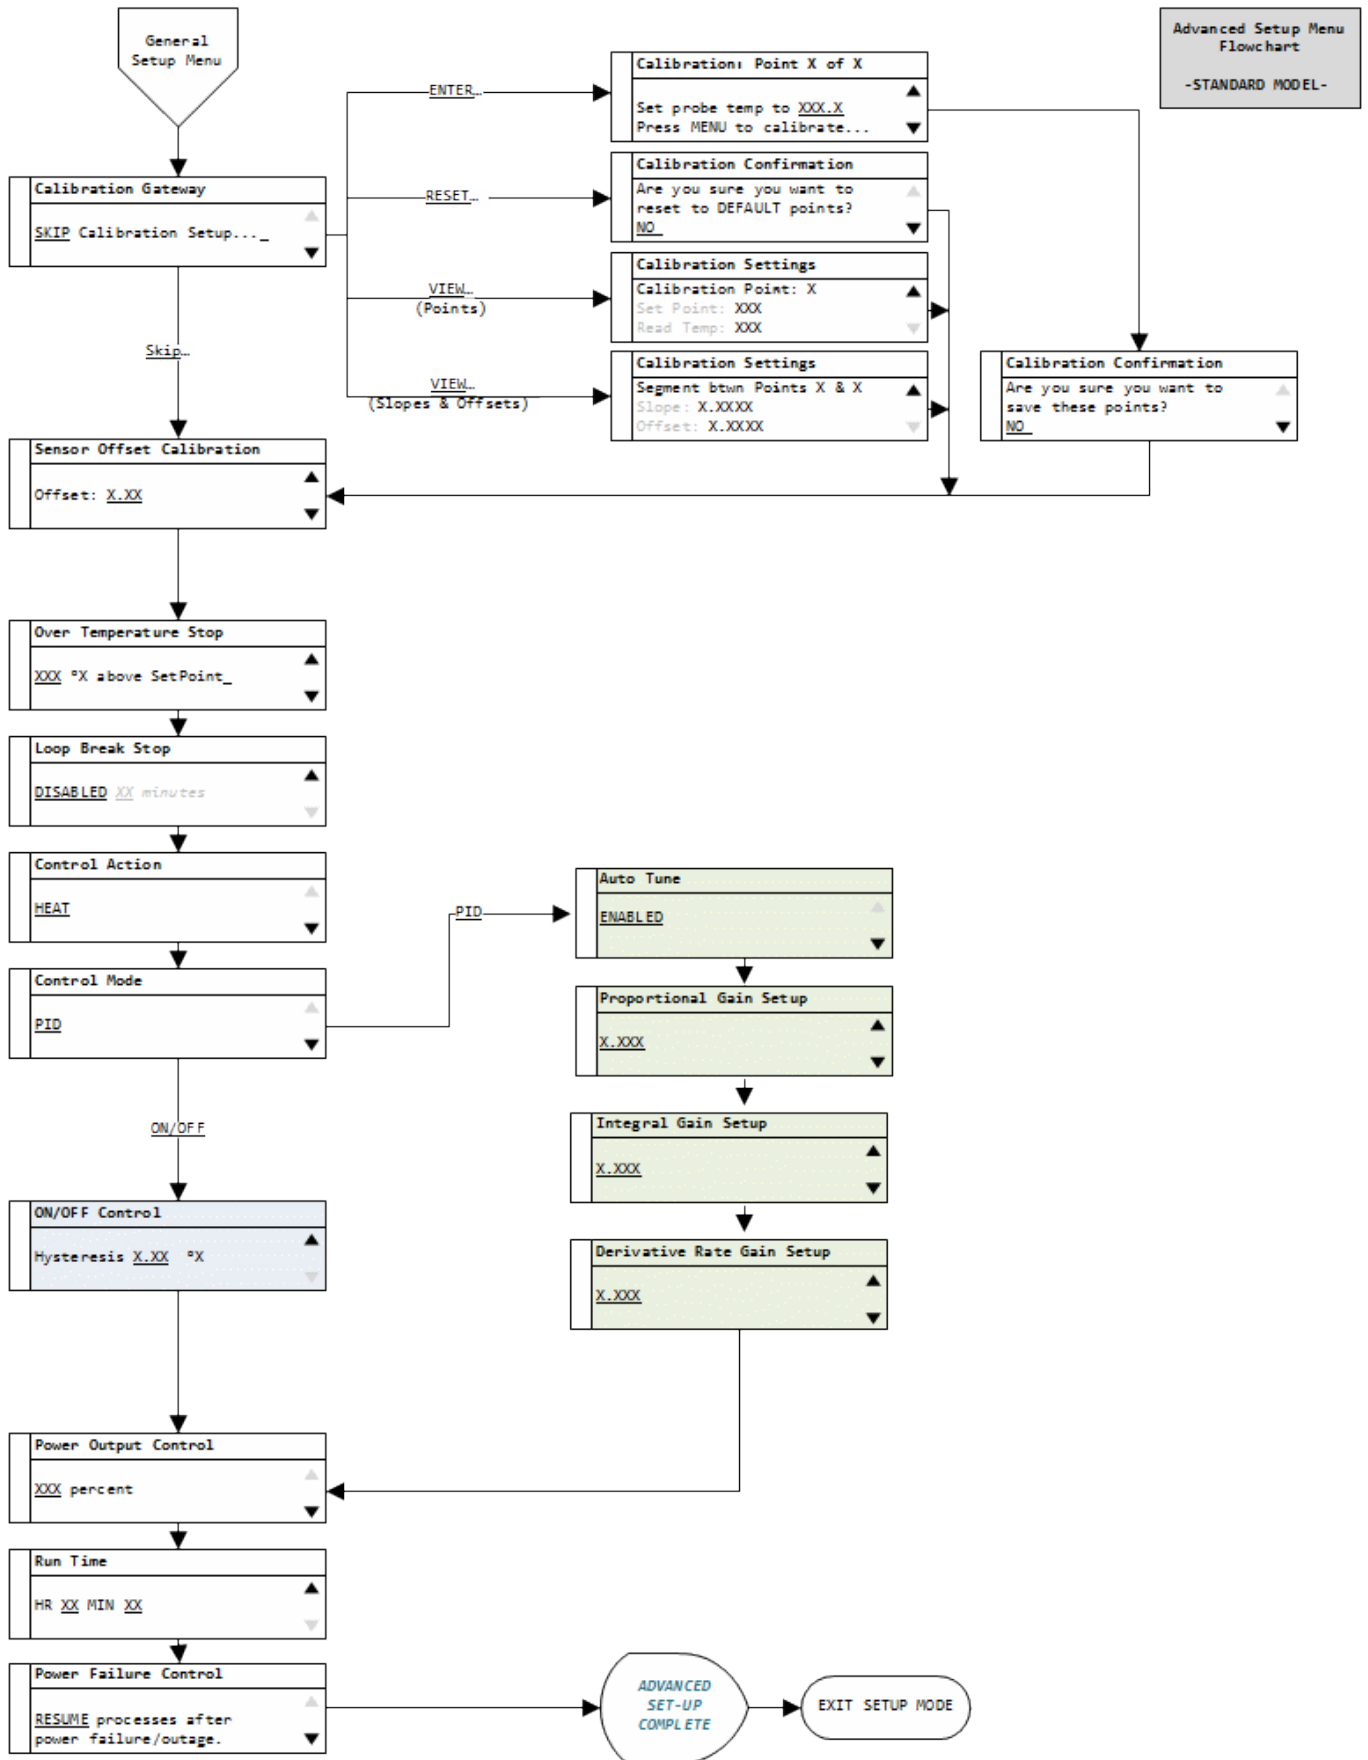 General
Setup Menu
Advanced Setup Menu
Flowchart
-STANDARD MODEL-
Calibration Gateway
SKIP Calibration Setup..._
ENTER…
Calibration: Point X of X
Set probe temp to XXX.X
Press MENU to calibrate...
RESET…
Calibration Confirmation
Are you sure you want to
reset to DEFAULT points?
NO_
VIEW…
(Points)
Calibration Settings
Calibration Point: X
Set Point: XXX
Read Temp: XXX
VIEW…
(Slopes & Offsets)
Calibration Settings
Segment btwn Points X & X
Slope: X.XXXX
Offset: X.XXXX
Calibration Confirmation
Are you sure you want to
save these points?
NO_
Skip…
Sensor Offset Calibration
Offset: X.XX
Over Temperature Stop
XXX °X above SetPoint_
Loop Break Stop
DISABLED XX minutes
Control Action
HEAT
Control Mode
PID
PID
Auto Tune
ENABLED
Proportional Gain Setup
X.XXX
Integral Gain Setup
X.XXX
Derivative Rate Gain Setup
X.XXX
ON/OFF
ON/OFF Control
Hysteresis X.XX °X
Power Output Control
XXX percent
Run Time
HR XX MIN XX
Power Failure Control
RESUME processes after
power failure/outage.
ADVANCED
SET-UP
COMPLETE
EXIT SETUP MODE